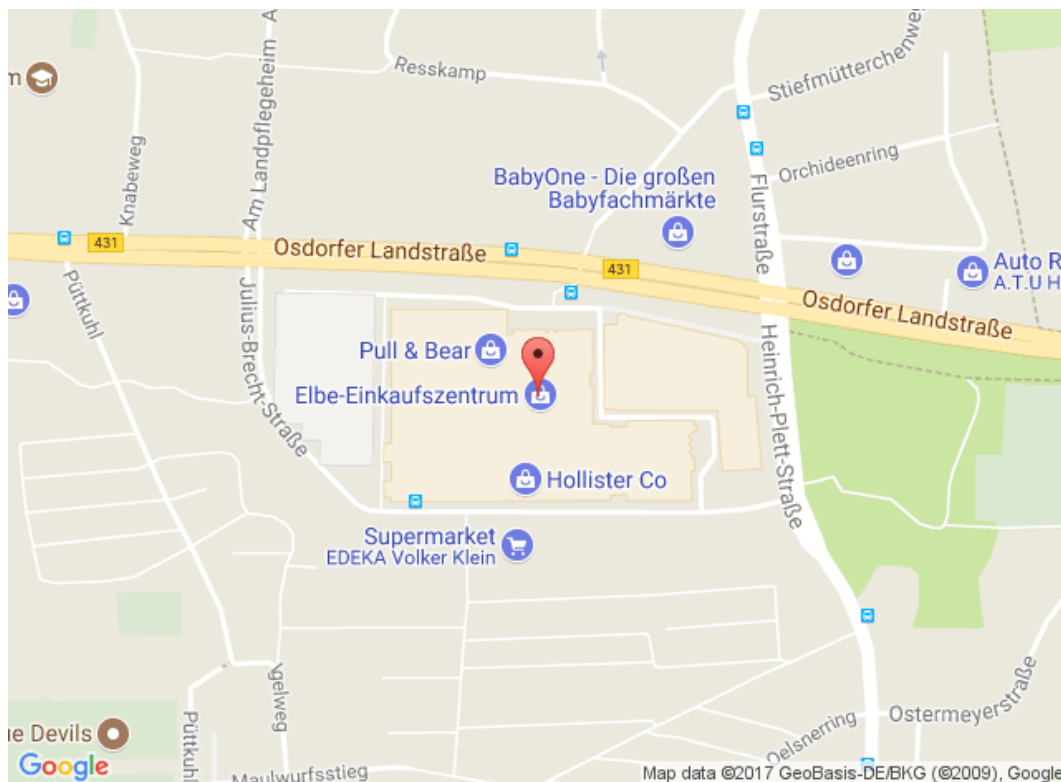 Am Landpflegeheim A
Resskamp
Stiefmütterchenweg
m
Knabeweg
Orchideenring
BabyOne - Die großen
Babyfachmärkte
Flurstraße
431
Osdorfer Landstraße
431
Auto R
A.T.U H
Osdorfer Landstraße
Püttkuhl
Julius-Brecht-Straße
Pull & Bear
Heinrich-Plett-Straße
Elbe-Einkaufszentrum
Hollister Co
Supermarket
EDEKA Volker Klein
Igelweg
Püttkuhl
ue Devils
Ostermeyerstraße
Oelsnerring
Google
Maulwurfsstieg
Map data ©2017 GeoBasis-DE/BKG (©2009), Google